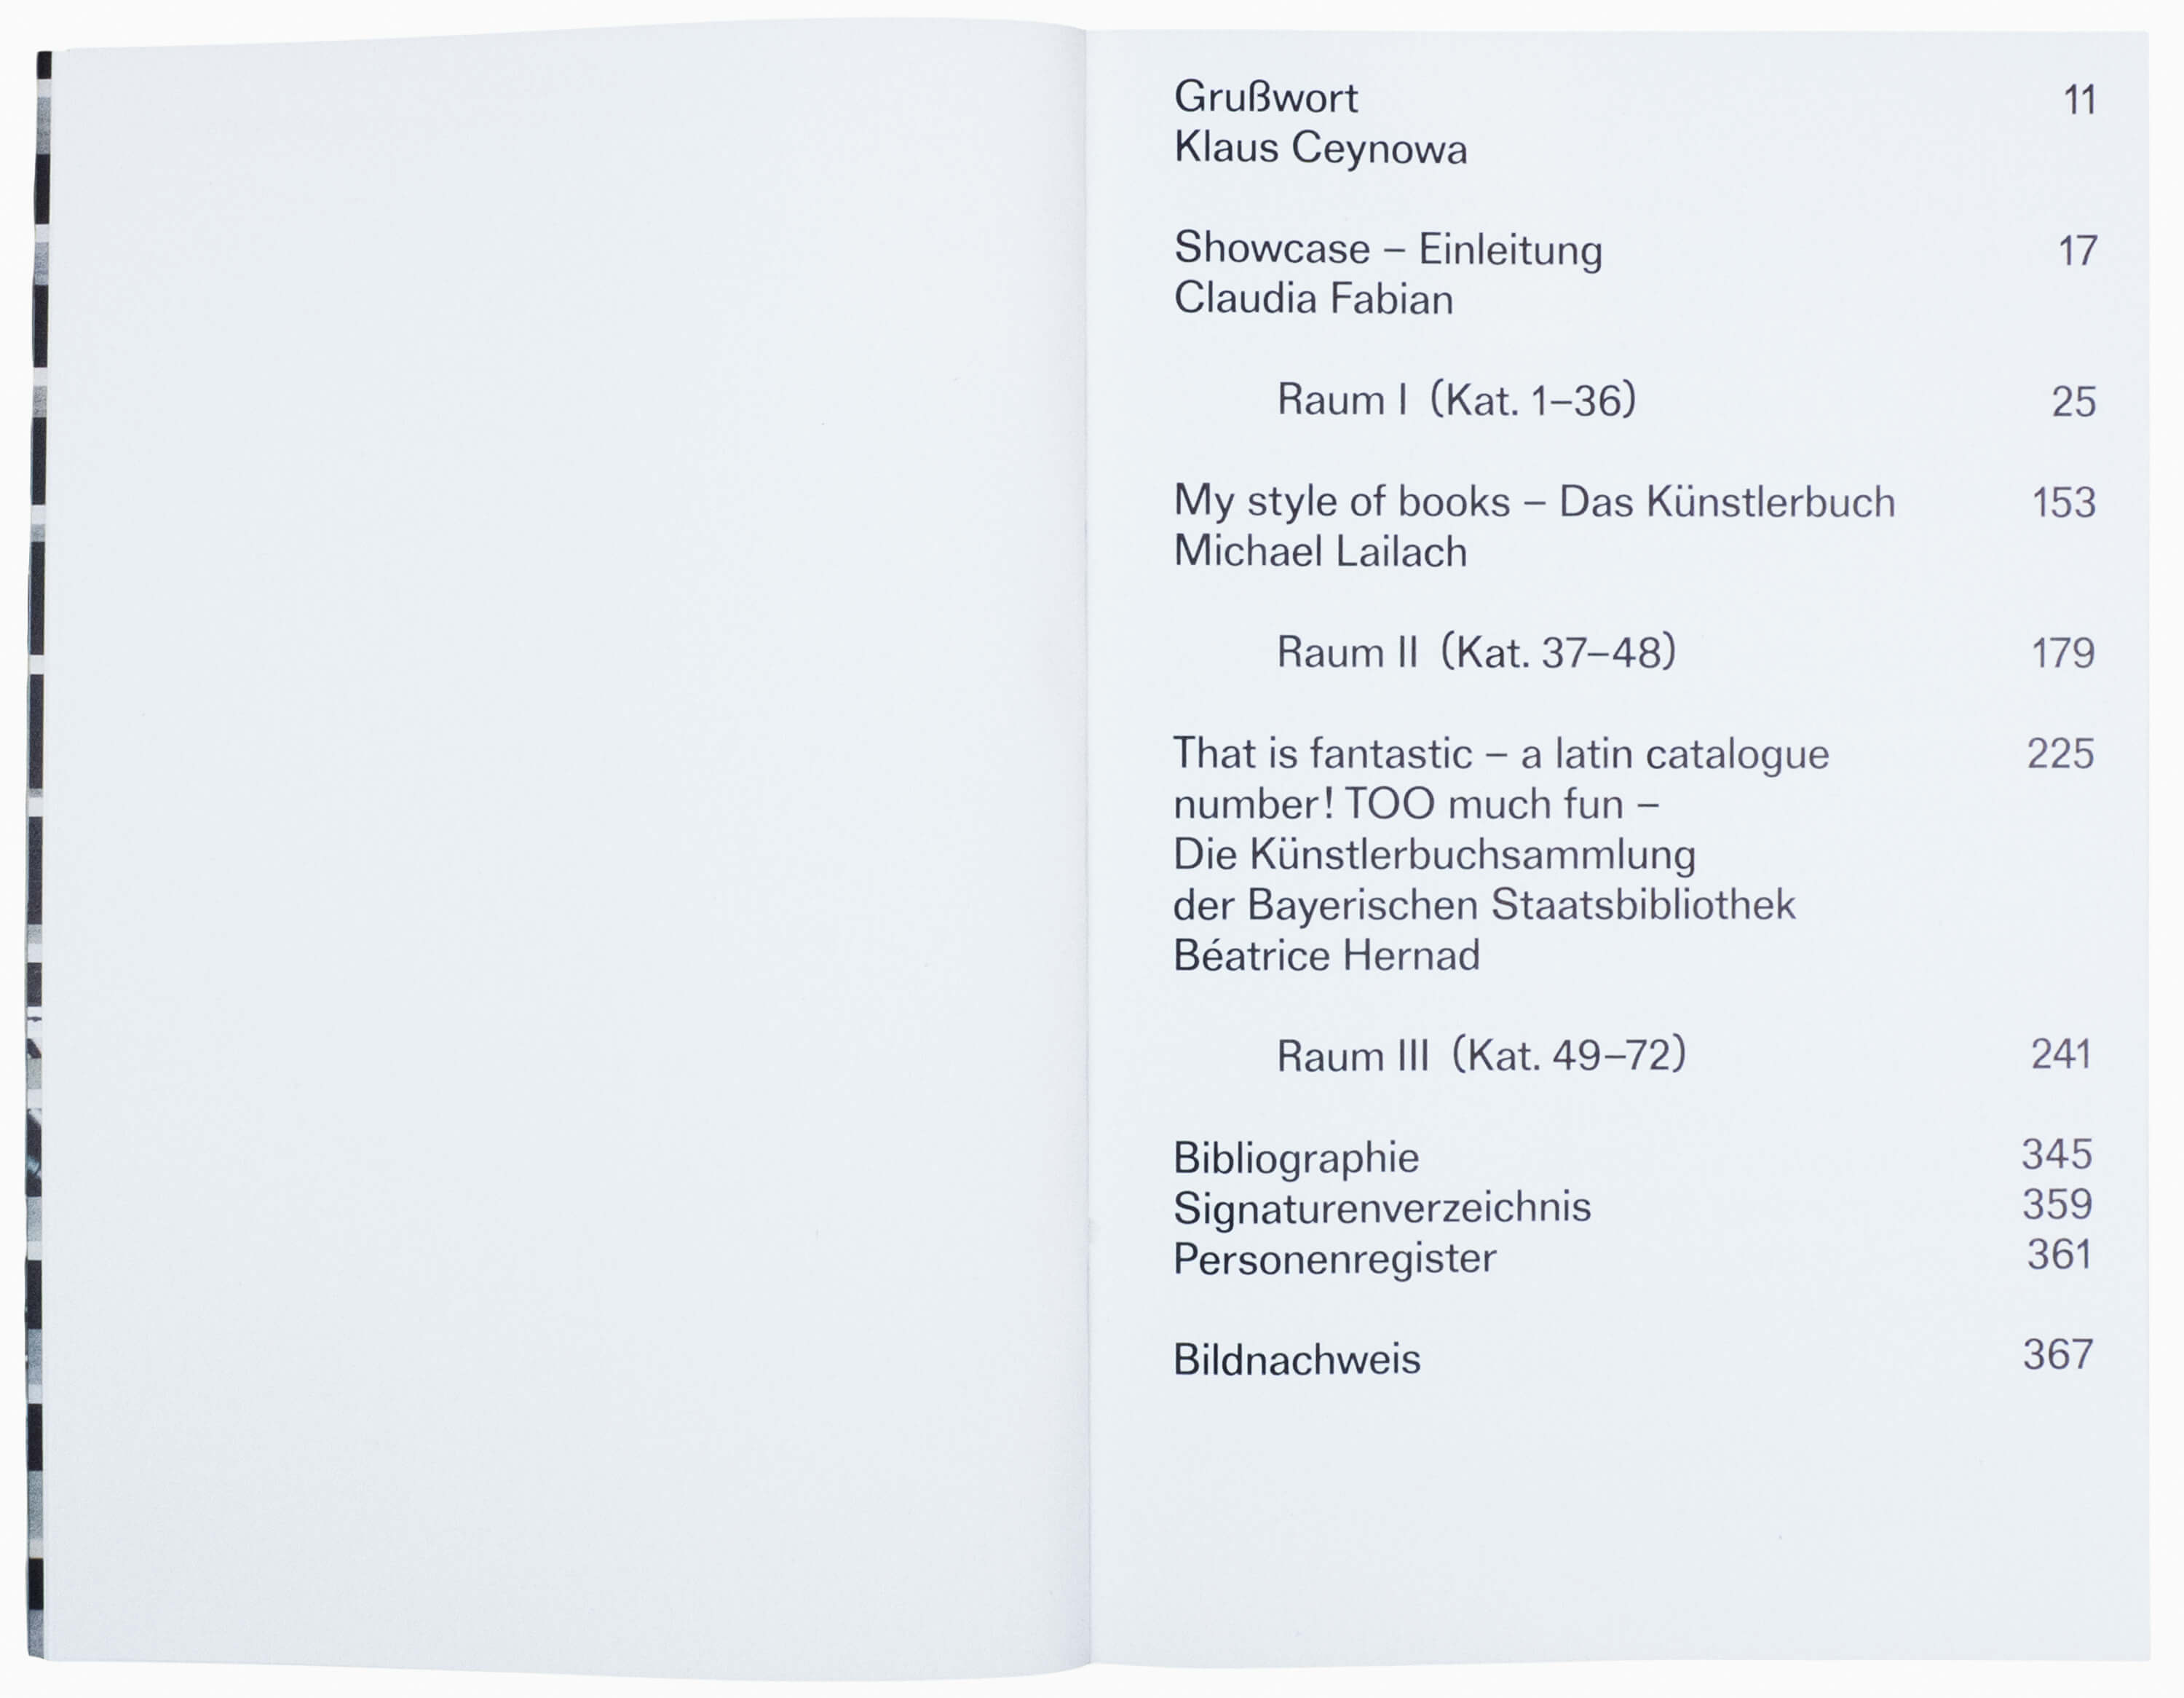 Grußwort 11
Klaus Ceynowa
Showcase – Einleitung 17
Claudia Fabian
Raum I (Kat. 1–36) 25
My style of books – Das Künstlerbuch 153
Michael Lailach
Raum II (Kat. 37–48) 179
That is fantastic – a latin catalogue 225
number! TOO much fun –
Die Künstlerbuchsammlung
der Bayerischen Staatsbibliothek
Béatrice Hernad
Raum III (Kat. 49–72) 241
Bibliographie 345
Signaturenverzeichnis 359
Personenregister 361
Bildnachweis 367